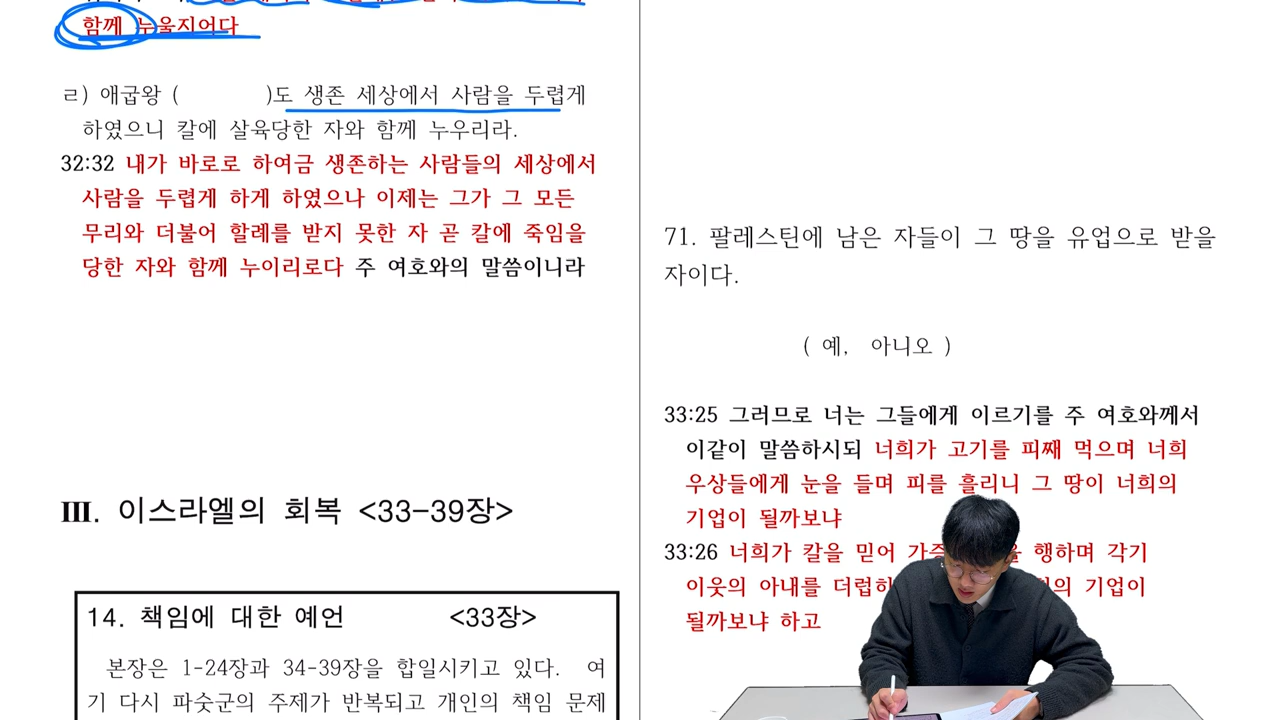 함께 누울지어다
ㄹ) 애굽왕 (          )도 생존 세상에서 사람을 두렵게
하였으니 칼에 살육당한 자와 함께 누우리라.
32:32 내가 바로로 하여금 생존하는 사람들의 세상에서
사람을 두렵게 하게 하였으나 이제는 그가 그 모든
무리와 더불어 할례를 받지 못한 자 곧 칼에 죽임을
당한 자와 함께 누이리로다 주 여호와의 말씀이니라
III. 이스라엘의 회복 <33-39장>
14. 책임에 대한 예언 <33장>
본장은 1-24장과 34-39장을 합일시키고 있다. 여
기 다시 파숫군의 주제가 반복되고 개인의 책임 문제
71. 팔레스틴에 남은 자들이 그 땅을 유업으로 받을
자이다.
( 예, 아니오 )
33:25 그러므로 너는 그들에게 이르기를 주 여호와께서
이같이 말씀하시되 너희가 고기를 피째 먹으며 너희
우상들에게 눈을 들며 피를 흘리니 그 땅이 너희의
기업이 될까보냐
33:26 너희가 칼을 믿어 행하며 각기
이웃의 아내를 기업이
될까보냐 하고